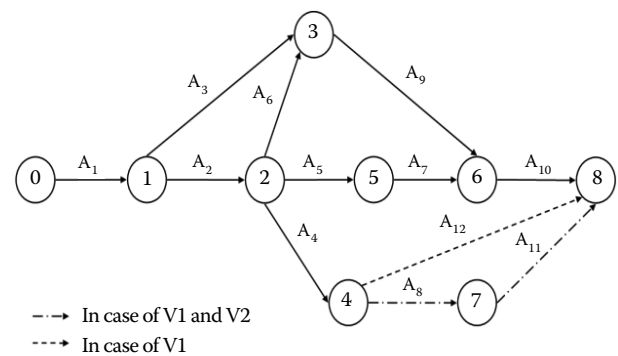 3
A3
A6
A9
0
A1
1
A2
2
A5
5
A7
6
A10
8
A4
A12
A11
4
A8
7
In case of V1 and V2
In case of V1